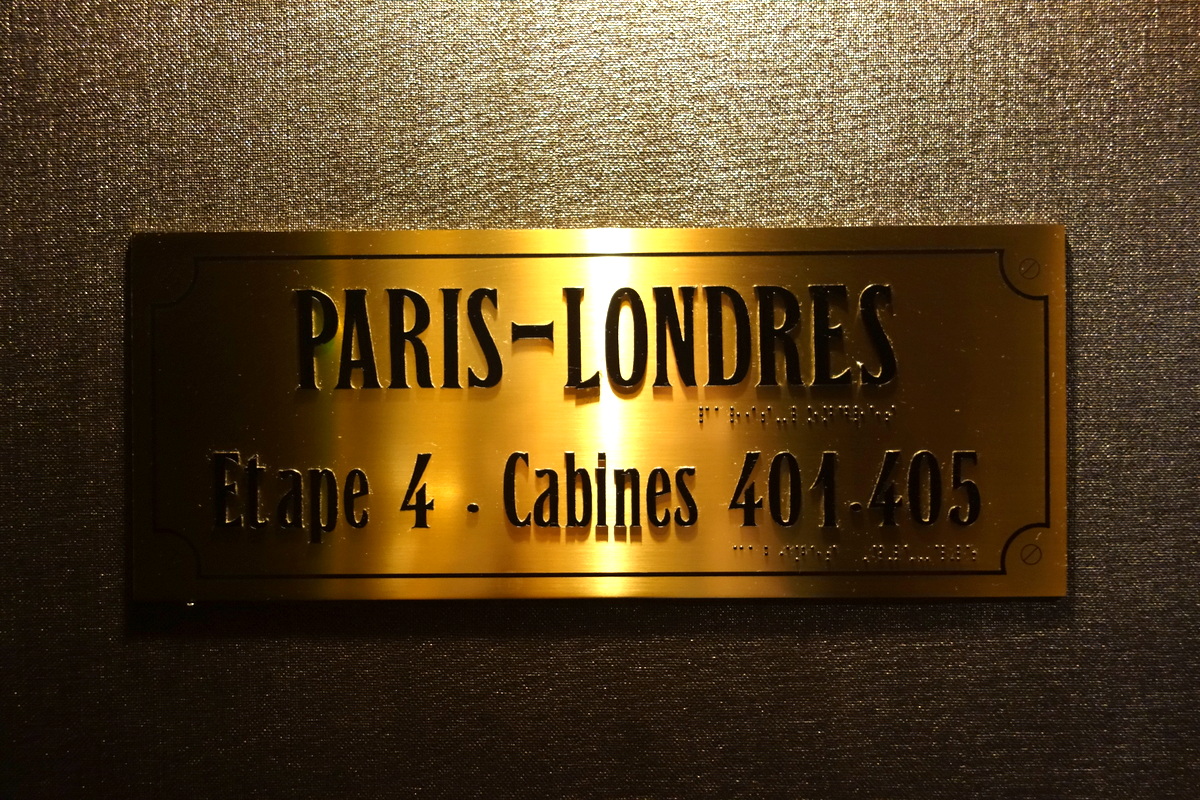 PARIS-LONDRES
Etape 4 . Cabines 401.405